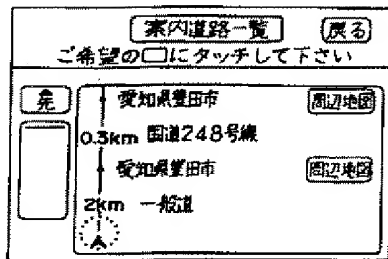 案内道路一覧 戻る
ご希望の□にタッチして下さい
発 愛知県豊田市 周辺地図
0.3km 国道248号線
愛知県豊田市 周辺地図
2km 一般道